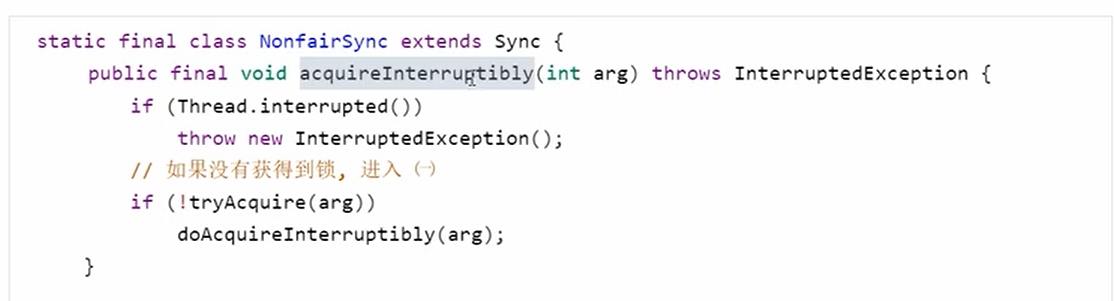 static final class NonfairSync extends Sync {
public final void acquireInterruptibly(int arg) throws InterruptedException {
if (Thread.interrupted())
throw new InterruptedException();
// 如果没有获得到锁, 进入 ㈠
if (!tryAcquire(arg))
doAcquireInterruptibly(arg);
}